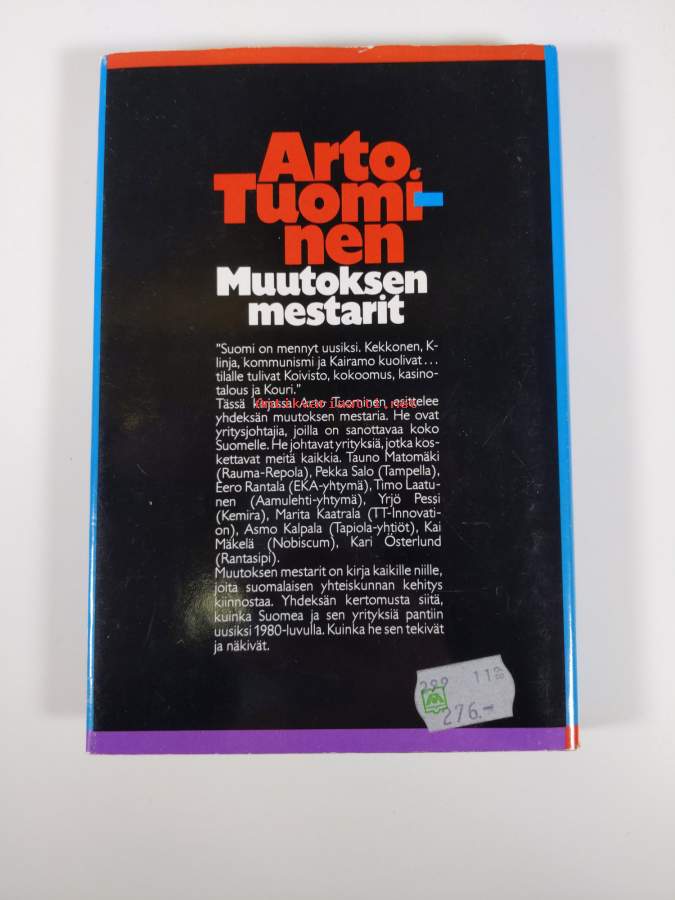 Arto
Tuomi-
nen
Muutoksen
mestarit
"Suomi on mennyt uusiksi. Kekkonen, K-
linja, kommunismi ja Kairamo kuolivat...
tilalle tulivat Koivisto, kokoomus, kasino-
talous ja Kouri."
Tässä kirjassa Arto Tuominen esittelee
yhdeksän muutoksen mestaria. He ovat
yritysjohtajia, joilla on sanottavaa koko
Suomelle. He johtavat yrityksiä, jotka kos-
kettavat meitä kaikkia. Tauno Matomäki
(Rauma-Repola), Pekka Salo (Tampella),
Eero Rantala (EKA-yhtymä), Timo Laatu-
nen (Aamulehti-yhtymä), Yrjö Pessi
(Kemira), Marita Kaatrala (TT-Innovati-
on), Asmo Kalpala (Tapiola-yhtiöt), Kai
Mäkelä (Nobiscum), Kari Österlund
(Rantasipi).
Muutoksen mestarit on kirja kaikille niille,
joita suomalaisen yhteiskunnan kehitys
kiinnostaa. Yhdeksän kertomusta siitä,
kuinka Suomea ja sen yrityksiä pantiin
uusiksi 1980-luvulla. Kuinka he sen tekivät
ja näkivät.
276.-